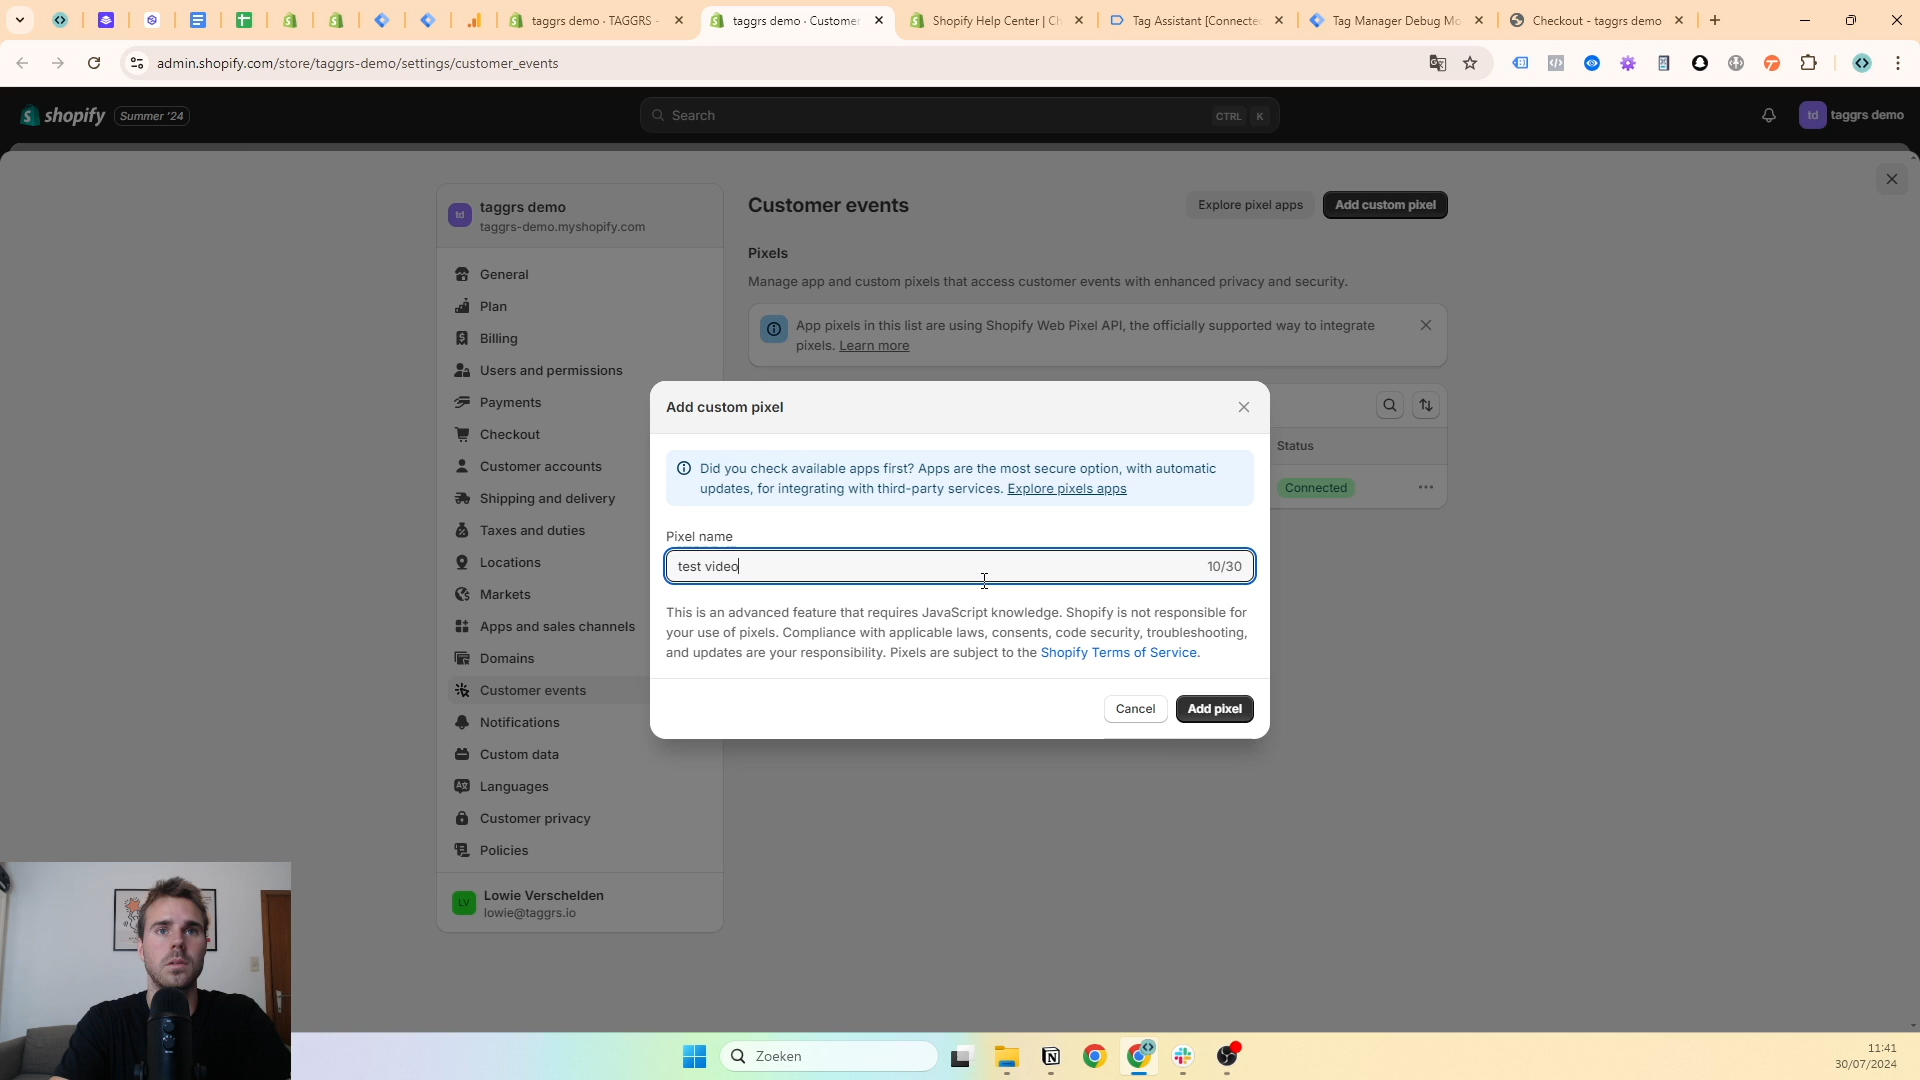 taggrs demo · TAGGRS -
taggrs demo · Customer
Shopify Help Center | Ch
Tag Assistant [Connected
Tag Manager Debug Mo
Checkout - taggrs demo
admin.shopify.com/store/taggrs-demo/settings/customer_events
shopify
Summer '24
Search
CTRL K
td
taggrs demo
td
taggrs demo
taggrs-demo.myshopify.com
General
Plan
Billing
Users and permissions
Payments
Checkout
Customer accounts
Shipping and delivery
Taxes and duties
Locations
Markets
Apps and sales channels
Domains
Customer events
Notifications
Custom data
Languages
Customer privacy
Policies
LV
Lowie Verschelden
lowie@taggrs.io
Customer events
Explore pixel apps
Add custom pixel
Pixels
Manage app and custom pixels that access customer events with enhanced privacy and security.
App pixels in this list are using Shopify Web Pixel API, the officially supported way to integrate
pixels. Learn more
Status
Connected
Add custom pixel
Did you check available apps first? Apps are the most secure option, with automatic
updates, for integrating with third-party services. Explore pixels apps
Pixel name
test video
10/30
This is an advanced feature that requires JavaScript knowledge. Shopify is not responsible for
your use of pixels. Compliance with applicable laws, consents, code security, troubleshooting,
and updates are your responsibility. Pixels are subject to the Shopify Terms of Service.
Cancel
Add pixel
Zoeken
11:41
30/07/2024